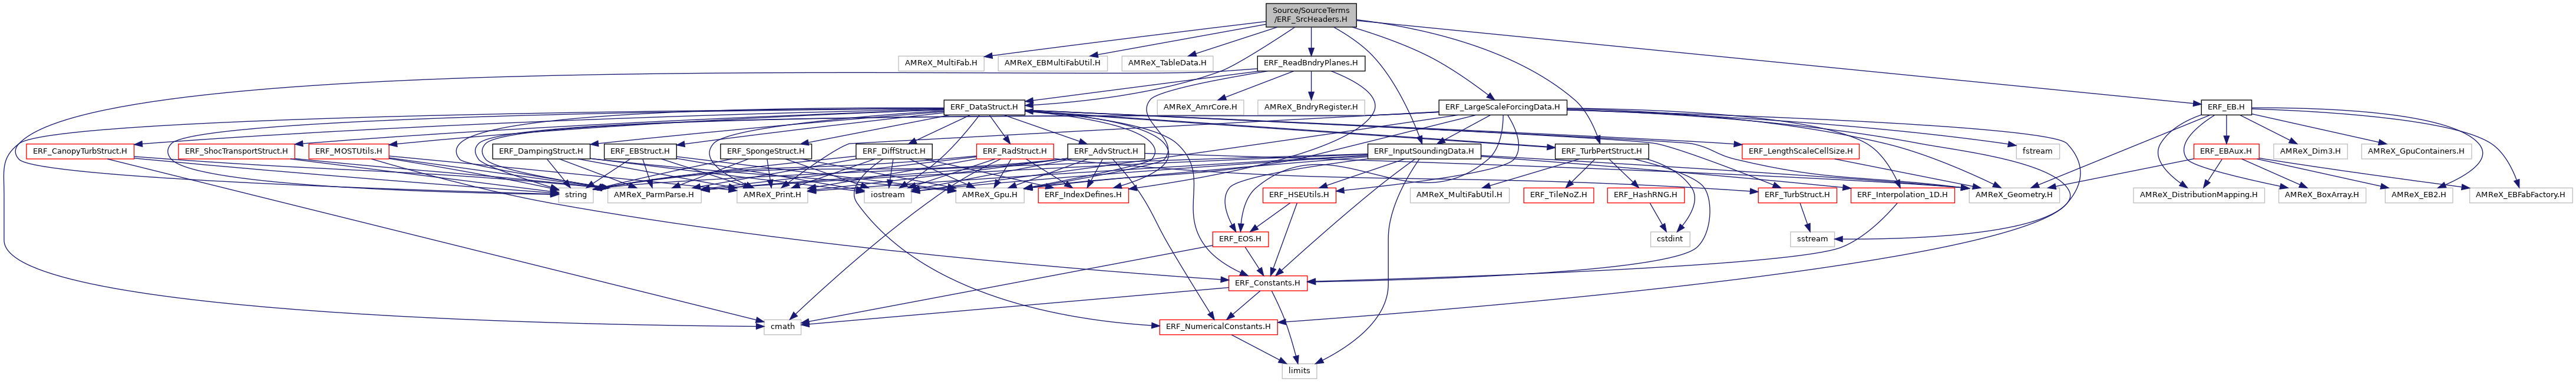 Source/SourceTerms
/ERF_SrcHeaders.H
AMReX_MultiFab.H
AMReX_EBMultiFabUtil.H
AMReX_TableData.H
ERF_ReadBndryPlanes.H
ERF_DataStruct.H
AMReX_AmrCore.H
AMReX_BndryRegister.H
ERF_LargeScaleForcingData.H
ERF_EB.H
ERF_CanopyTurbStruct.H
ERF_ShocTransportStruct.H
ERF_MOSTUtils.H
ERF_DampingStruct.H
ERF_EBStruct.H
ERF_SpongeStruct.H
ERF_DiffStruct.H
ERF_RadStruct.H
ERF_AdvStruct.H
ERF_InputSoundingData.H
ERF_TurbPertStruct.H
ERF_LengthScaleCellSize.H
fstream
ERF_EBAux.H
AMReX_Dim3.H
AMReX_GpuContainers.H
string
AMReX_ParmParse.H
AMReX_Print.H
iostream
AMReX_Gpu.H
ERF_IndexDefines.H
ERF_HSEUtils.H
AMReX_MultiFabUtil.H
ERF_TileNoZ.H
ERF_HashRNG.H
ERF_TurbStruct.H
ERF_Interpolation_1D.H
AMReX_Geometry.H
AMReX_DistributionMapping.H
AMReX_BoxArray.H
AMReX_EB2.H
AMReX_EBFabFactory.H
ERF_EOS.H
cstdint
sstream
ERF_Constants.H
cmath
ERF_NumericalConstants.H
limits